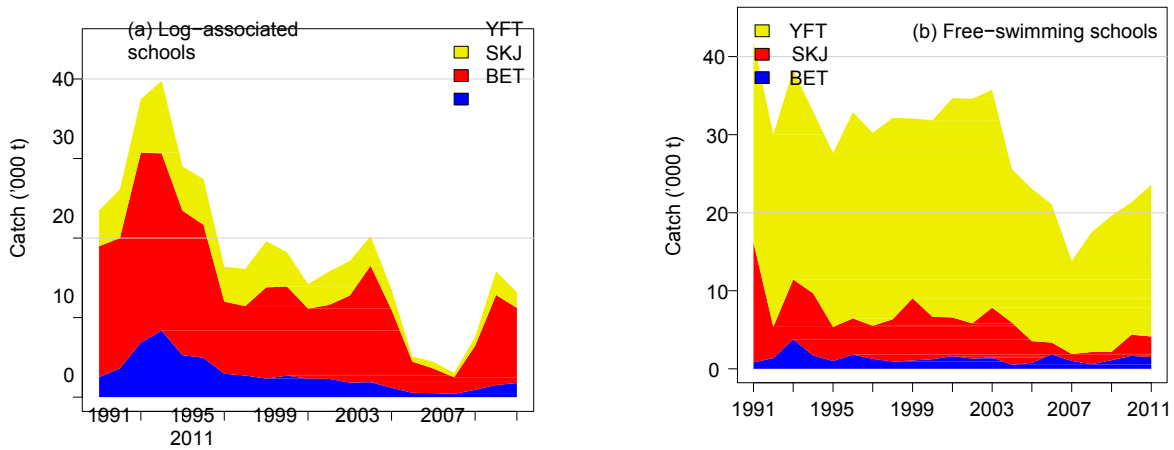 (a) Log−associated
schools
YFT
SKJ
BET
40
30
20
10
0
Catch ('000 t)
1991 1995 1999 2003 2007
2011
YFT (b) Free−swimming schools
SKJ
BET
40
30
20
10
0
Catch ('000 t)
1991 1995 1999 2003 2007 2011